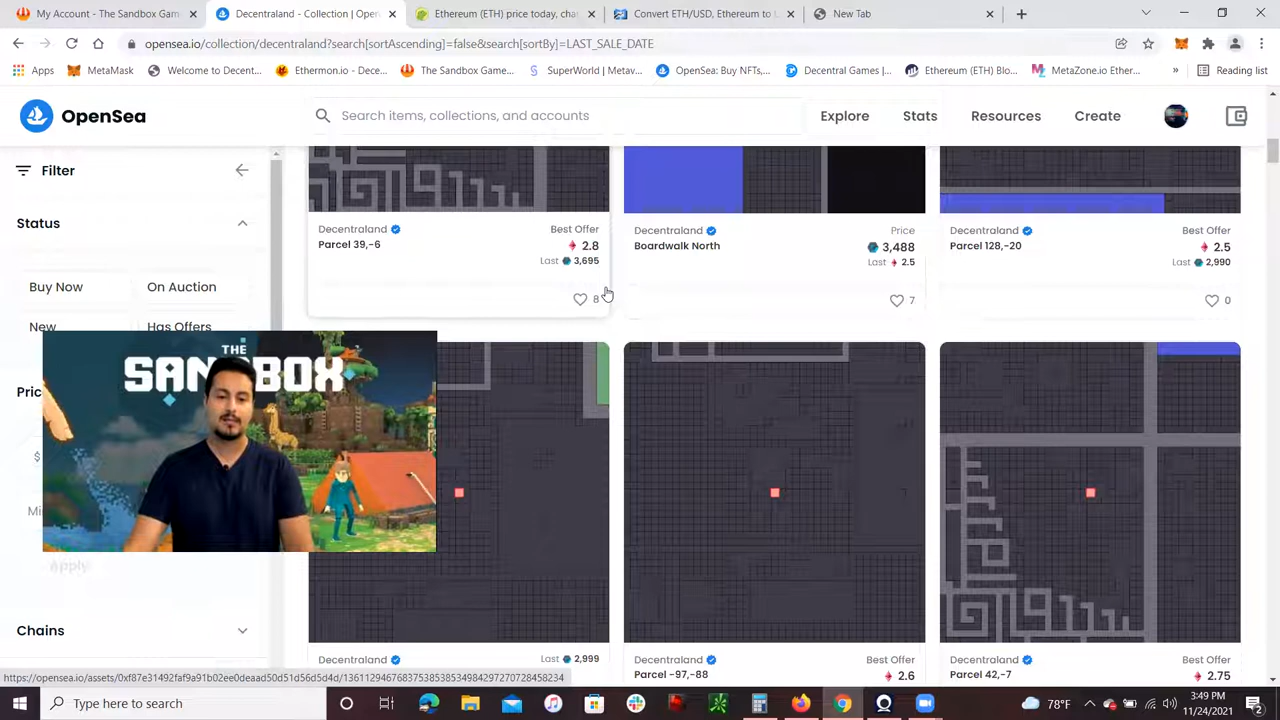 My Account - The Sandbox Gam
Decentraland - Collection | Open
Ethereum (ETH) price today, cha
Convert ETH/USD, Ethereum to
New Tab
opensea.io/collection/decentraland?search[sortAscending]=false&search[sortBy]=LAST_SALE_DATE
Apps
MetaMask
Welcome to Decent...
Ethermon.io - Dece...
The Sandbox Game...
SuperWorld | Metav...
OpenSea: Buy NFTs,...
Decentral Games |...
Ethereum (ETH) Blo...
MetaZone.io Ether...
»
Reading list
OpenSea
Search items, collections, and accounts
Explore
Stats
Resources
Create
Filter
Status
Buy Now
On Auction
New
Has Offers
Pric
$
Mi
Apply
Chains
THE
SANDBOX
Decentraland
Best Offer
Parcel 39,-6
2.8
Last 3,695
8
Decentraland
Price
Boardwalk North
3,488
Last 2.5
7
Decentraland
Best Offer
Parcel 128,-20
2.5
Last 2,990
0
Decentraland
Last 2,999
Decentraland
Best Offer
Parcel -97,-88
2.6
Decentraland
Best Offer
Parcel 42,-7
2.75
Type here to search
78°F
3:49 PM
11/24/2021
2